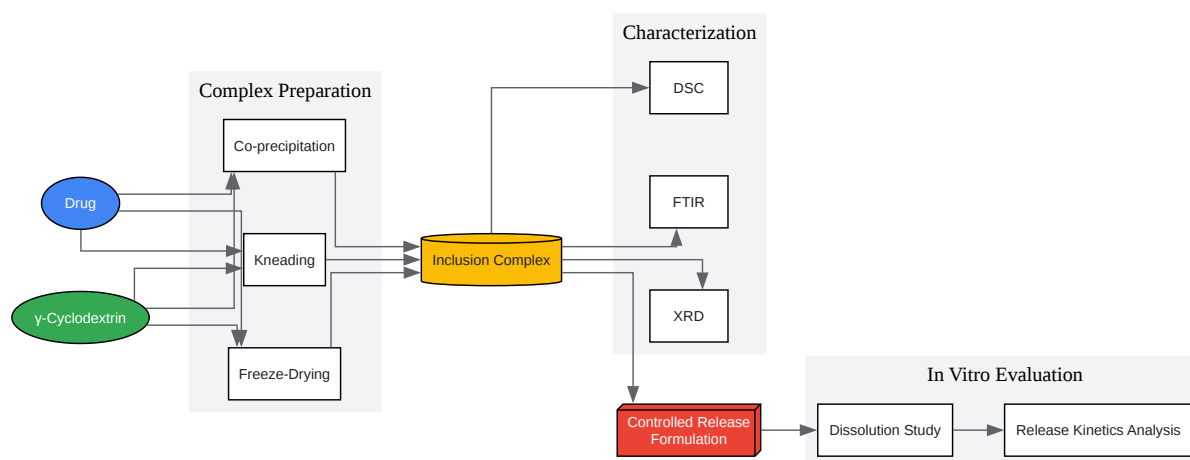 Characterization
Complex Preparation
DSC
Co-precipitation
Drug
FTIR
Kneading
Inclusion Complex
γ-Cyclodextrin
XRD
Freeze-Drying
In Vitro Evaluation
Controlled Release
Formulation
Dissolution Study
Release Kinetics Analysis